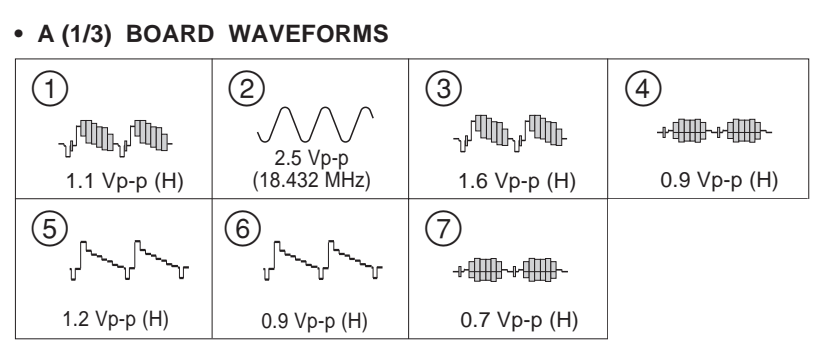 • A (1/3) BOARD WAVEFORMS
① ② ③ ④
1.1 Vp-p (H)
2.5 Vp-p
(18.432 MHz)
1.6 Vp-p (H)
0.9 Vp-p (H)
⑤ ⑥ ⑦
1.2 Vp-p (H)
0.9 Vp-p (H)
0.7 Vp-p (H)